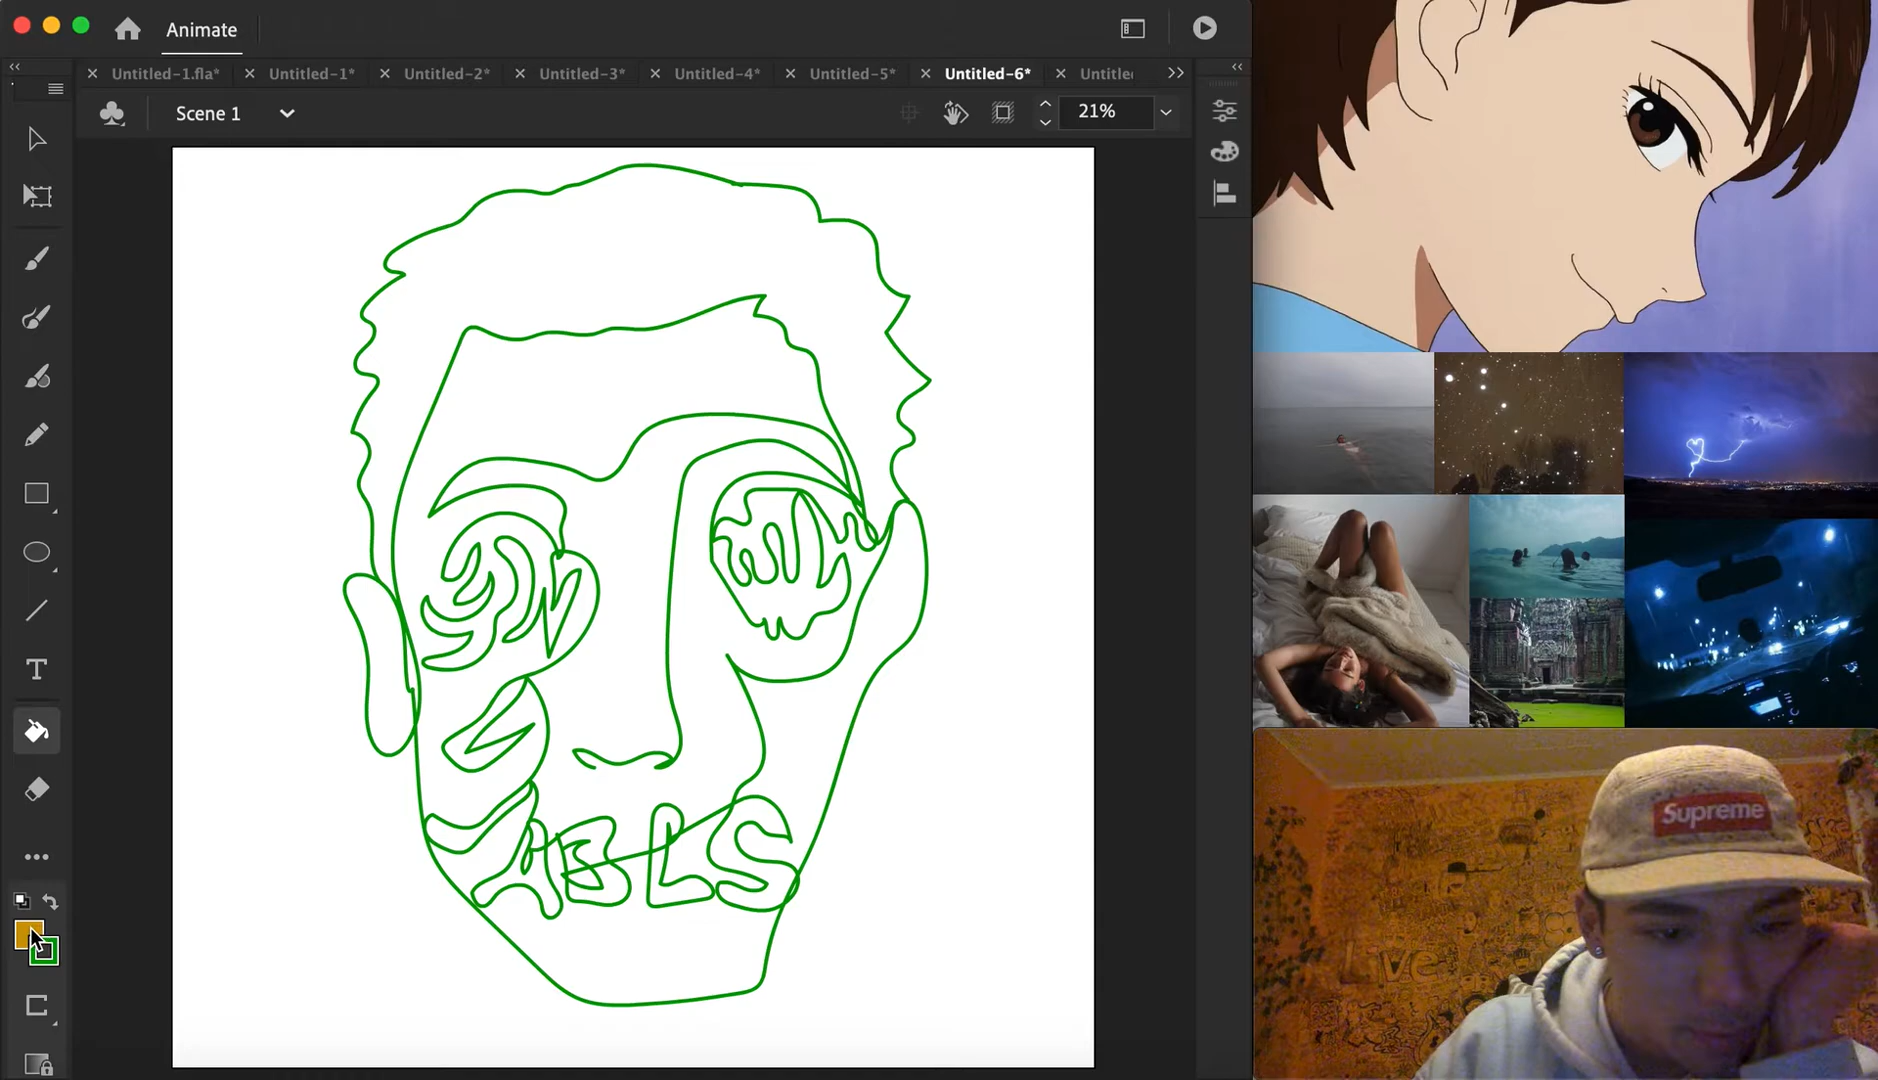 Animate
Untitled-1.fla* Untitled-1* Untitled-2* Untitled-3* Untitled-4* Untitled-5* Untitled-6* Untitle
Scene 1
21%
T
Supreme